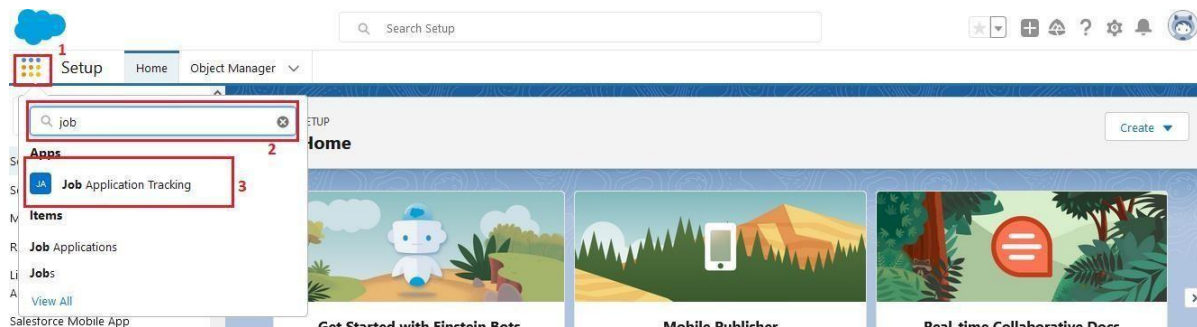 Search Setup
1
Setup Home Object Manager
job
2
Apps
JA Job Application Tracking
3
Items
Job Applications
Jobs
View All
Salesforce Mobile App
ETUP
Home
Create
Get Started with Einstein Bots
Mobile Publisher
Real-time Collaborative Docs